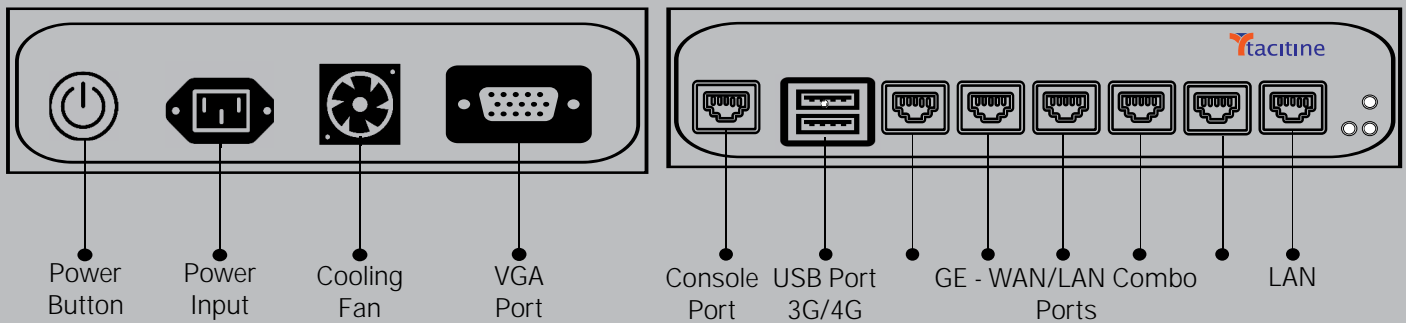 tacitine
Power
Button
Power
Input
Cooling
Fan
VGA
Port
Console
Port
USB Port
3G/4G
GE - WAN/LAN Combo
Ports
LAN